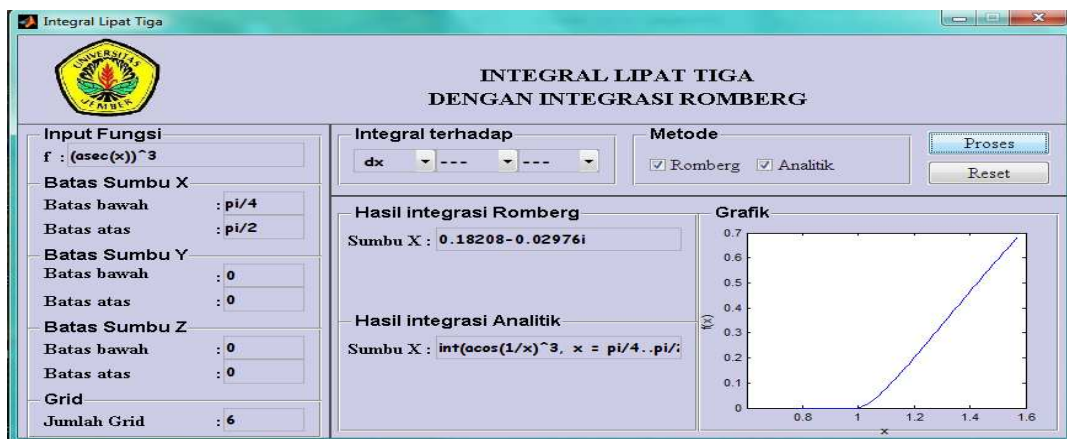 Integral Lipat Tiga
UNIVERSITAS
JEMBER
INTEGRAL LIPAT TIGA
DENGAN INTEGRASI ROMBERG
Input Fungsi
f : (asec(x))^3
Batas Sumbu X
Batas bawah : pi/4
Batas atas : pi/2
Batas Sumbu Y
Batas bawah : 0
Batas atas : 0
Batas Sumbu Z
Batas bawah : 0
Batas atas : 0
Grid
Jumlah Grid : 6
Integral terhadap
dx --- ---
Metode
Romberg Analitik
Proses
Reset
Hasil integrasi Romberg
Sumbu X : 0.18208-0.02976i
Hasil integrasi Analitik
Sumbu X : int(acos(1/x)^3, x = pi/4..pi/
Grafik
0.7
0.6
0.5
0.4
0.3
0.2
0.1
0
f(x)
0.8 1 1.2 1.4 1.6
x